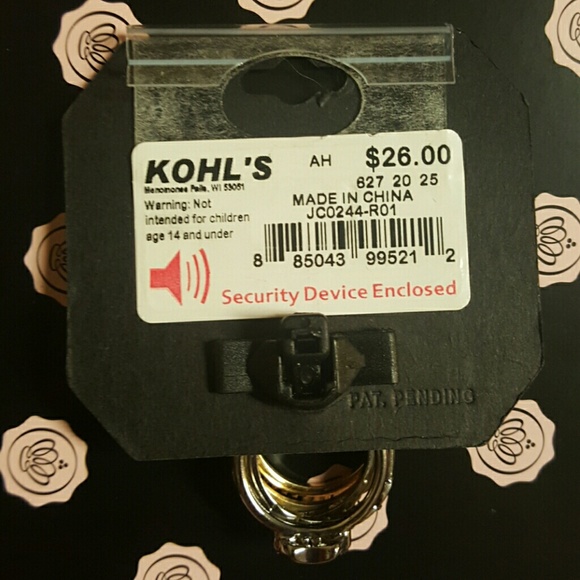 KOHL'S AH $26.00
Menomonee Falls, WI 53051
627 20 25
Warning: Not
intended for children
age 14 and under
MADE IN CHINA
JC0244-R01
8 85043 99521 2
Security Device Enclosed
PAT. PENDING